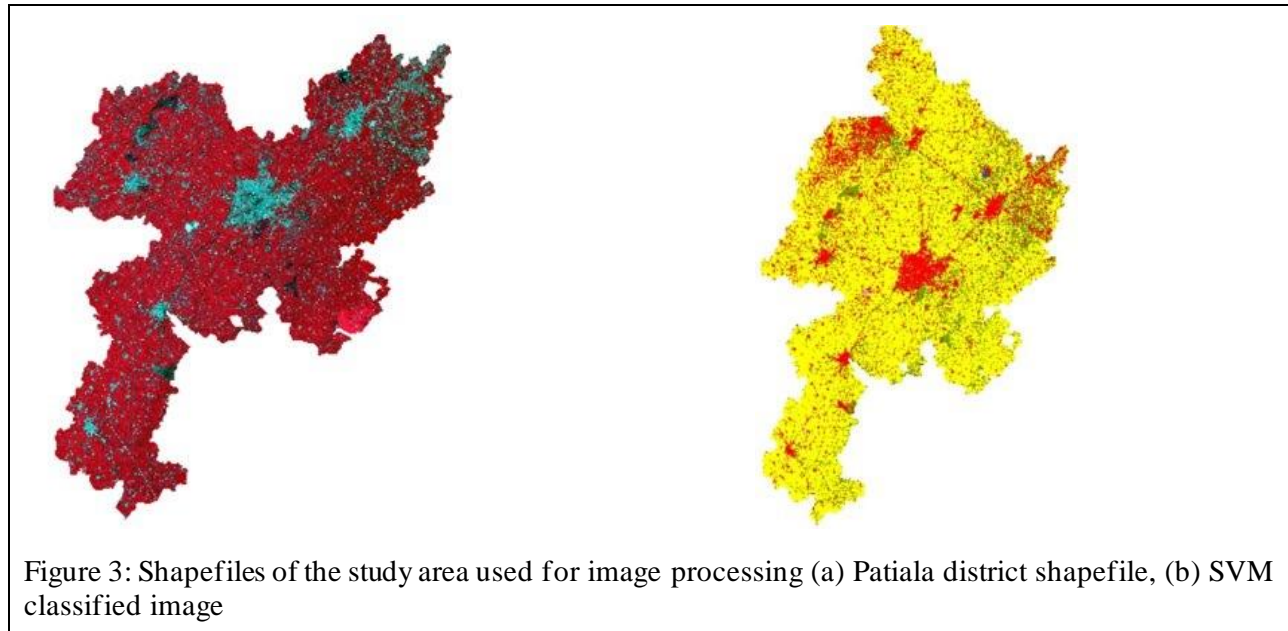 Figure 3: Shapefiles of the study area used for image processing (a) Patiala district shapefile, (b) SVM
classified image